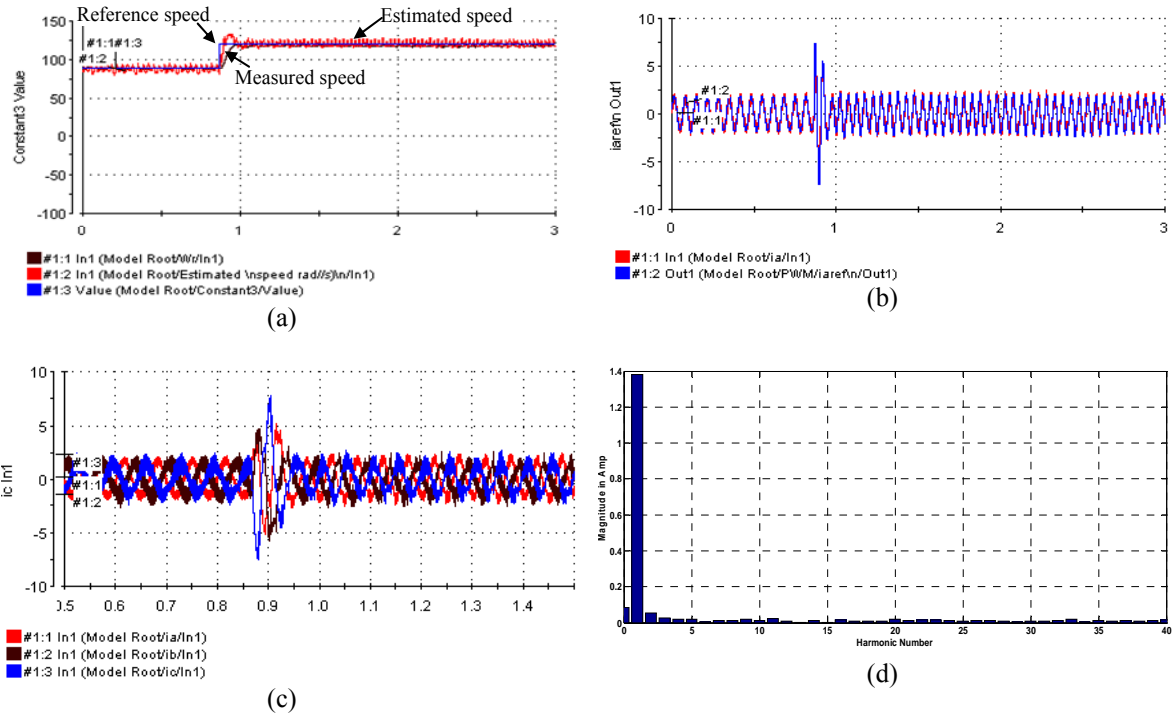 Reference speed
Estimated speed
Measured speed
Constant3 Value
150
100
50
0
-50
-100
#1:1#1:3
#1:2
0
1
2
3
#1:1 In1 (Model Root/Wr/In1)
#1:2 In1 (Model Root/Estimated \nspeed rad//s)\n/In1)
#1:3 Value (Model Root/Constant3/Value)
(a)
iaref\n Out1
10
5
0
-5
-10
#1:2
#1:1
0
1
2
3
#1:1 In1 (Model Root/ia/In1)
#1:2 Out1 (Model Root/PWM/iaref\n/Out1)
(b)
ic In1
10
5
0
-5
-10
#1:3
#1:1
#1:2
0.5 0.6 0.7 0.8 0.9 1.0 1.1 1.2 1.3 1.4
#1:1 In1 (Model Root/ia/In1)
#1:2 In1 (Model Root/ib/In1)
#1:3 In1 (Model Root/ic/In1)
(c)
Magnitude in Amp
1.4
1.2
1
0.8
0.6
0.4
0.2
0
0 5 10 15 20 25 30 35 40
Harmonic Number
(d)